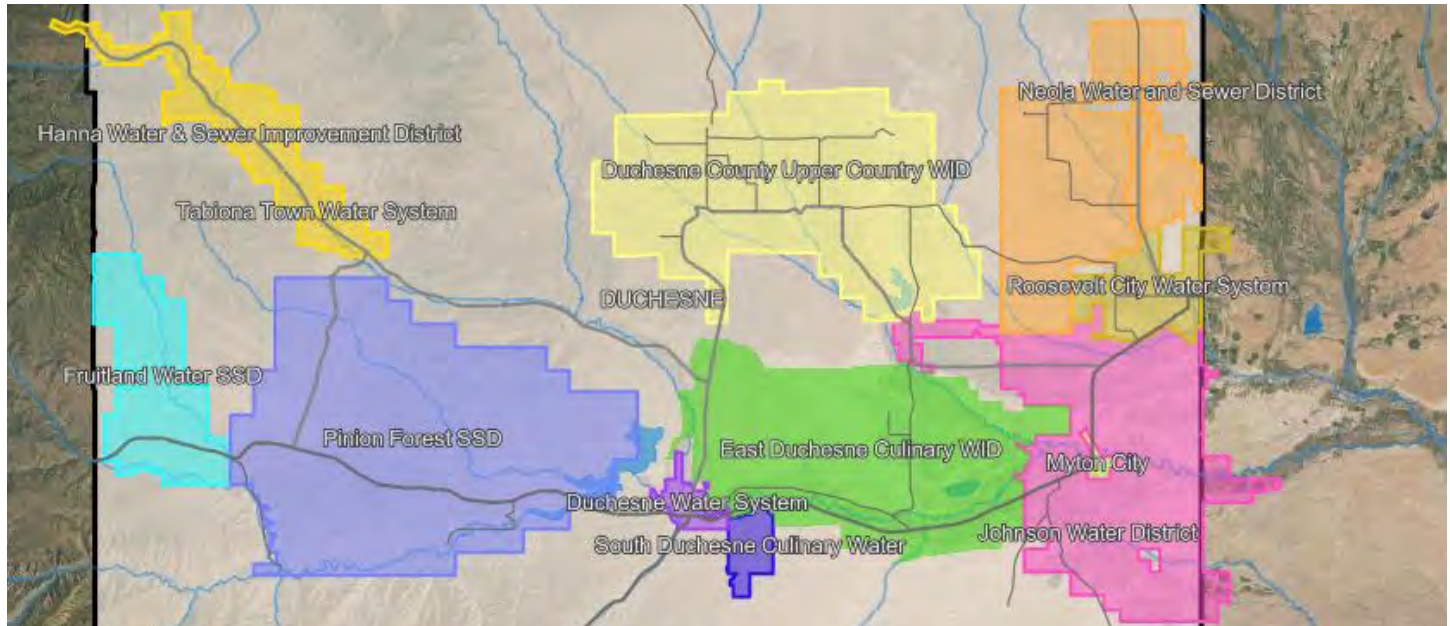 Neola Water and Sewer District
Hanna Water & Sewer Improvement District
Duchesne County Upper Country WID
Tabiona Town Water System
Roosevelt City Water System
DUCHESNE
Fruitland Water SSD
Pinion Forest SSD
East Duchesne Culinary WID
Myton City
Duchesne Water System
Johnson Water District
South Duchesne Culinary Water